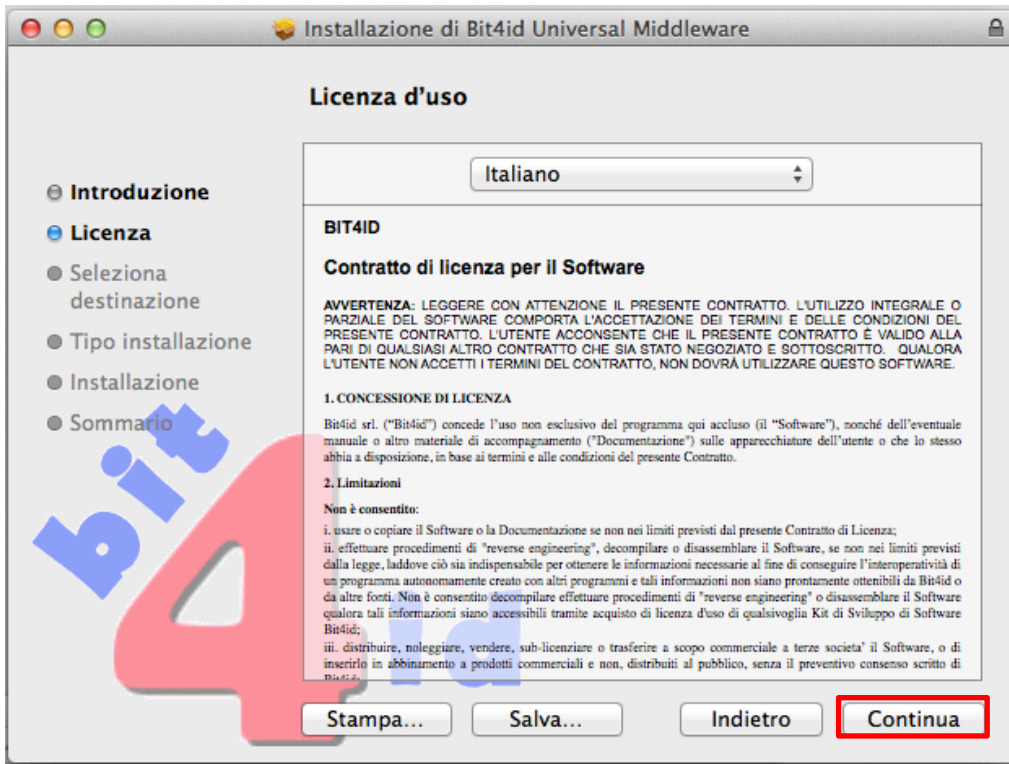 Installazione di Bit4id Universal Middleware
Licenza d'uso
Introduzione
Licenza
Seleziona
destinazione
Tipo installazione
Installazione
Sommario
bit
4
id
Italiano
BIT4ID
Contratto di licenza per il Software
AVVERTENZA: LEGGERE CON ATTENZIONE IL PRESENTE CONTRATTO. L'UTILIZZO INTEGRALE O
PARZIALE DEL SOFTWARE COMPORTA L'ACCETTAZIONE DEI TERMINI E DELLE CONDIZIONI DEL
PRESENTE CONTRATTO. L'UTENTE ACCONSENTE CHE IL PRESENTE CONTRATTO È VALIDO ALLA
PARI DI QUALSIASI ALTRO CONTRATTO CHE SIA STATO NEGOZIATO E SOTTOSCRITTO. QUALORA
L'UTENTE NON ACCETTI I TERMINI DEL CONTRATTO, NON DOVRÀ UTILIZZARE QUESTO SOFTWARE.
1. CONCESSIONE DI LICENZA
Bit4id srl. ("Bit4id") concede l'uso non esclusivo del programma qui accluso (il "Software"), nonché dell'eventuale
manuale o altro materiale di accompagnamento ("Documentazione") sulle apparecchiature dell'utente o che lo stesso
abbia a disposizione, in base ai termini e alle condizioni del presente Contratto.
2. Limitazioni
Non è consentito:
i. usare o copiare il Software o la Documentazione se non nei limiti previsti dal presente Contratto di Licenza;
ii. effettuare procedimenti di "reverse engineering", decompilare o disassemblare il Software, se non nei limiti previsti
dalla legge, laddove ciò sia indispensabile per ottenere le informazioni necessarie al fine di conseguire l'interoperatività di
un programma autonomamente creato con altri programmi e tali informazioni non siano prontamente ottenibili da Bit4id o
da altre fonti. Non è consentito decompilare effettuare procedimenti di "reverse engineering" o disassemblare il Software
qualora tali informazioni siano accessibili tramite acquisto di licenza d'uso di qualsivoglia Kit di Sviluppo di Software
Bit4id;
iii. distribuire, noleggiare, vendere, sub-licenziare o trasferire a scopo commerciale a terze societa' il Software, o di
inserirlo in abbinamento a prodotti commerciali e non, distribuiti al pubblico, senza il preventivo consenso scritto di
Bit4id;
Stampa...
Salva...
Indietro
Continua